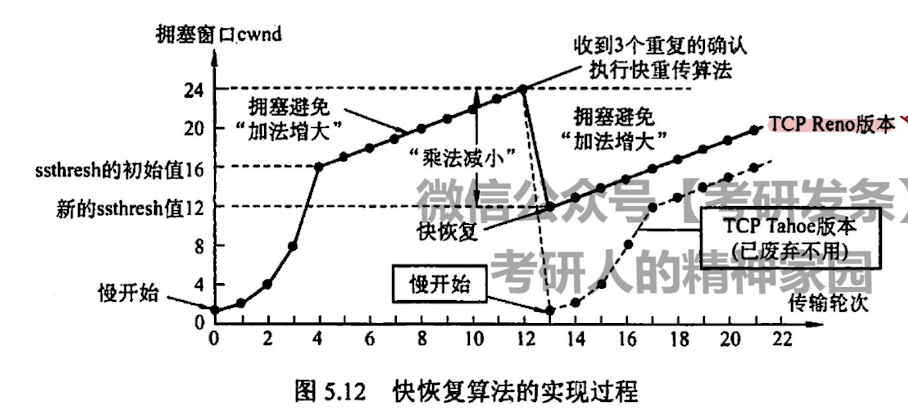 拥塞窗口cwnd
收到3个重复的确认
执行快重传算法
24
拥塞避免
“加法增大”
拥塞避免
“加法增大”
20
TCP Reno版本
“乘法减小”
ssthresh的初始值16
微信公众号【考研发条】
新的ssthresh值12
快恢复
TCP Tahoe版本
(已废弃不用)
8
考研人的精神家园
慢开始
4
慢开始
传输轮次
0
0 2 4 6 8 10 12 14 16 18 20 22
图 5.12 快恢复算法的实现过程